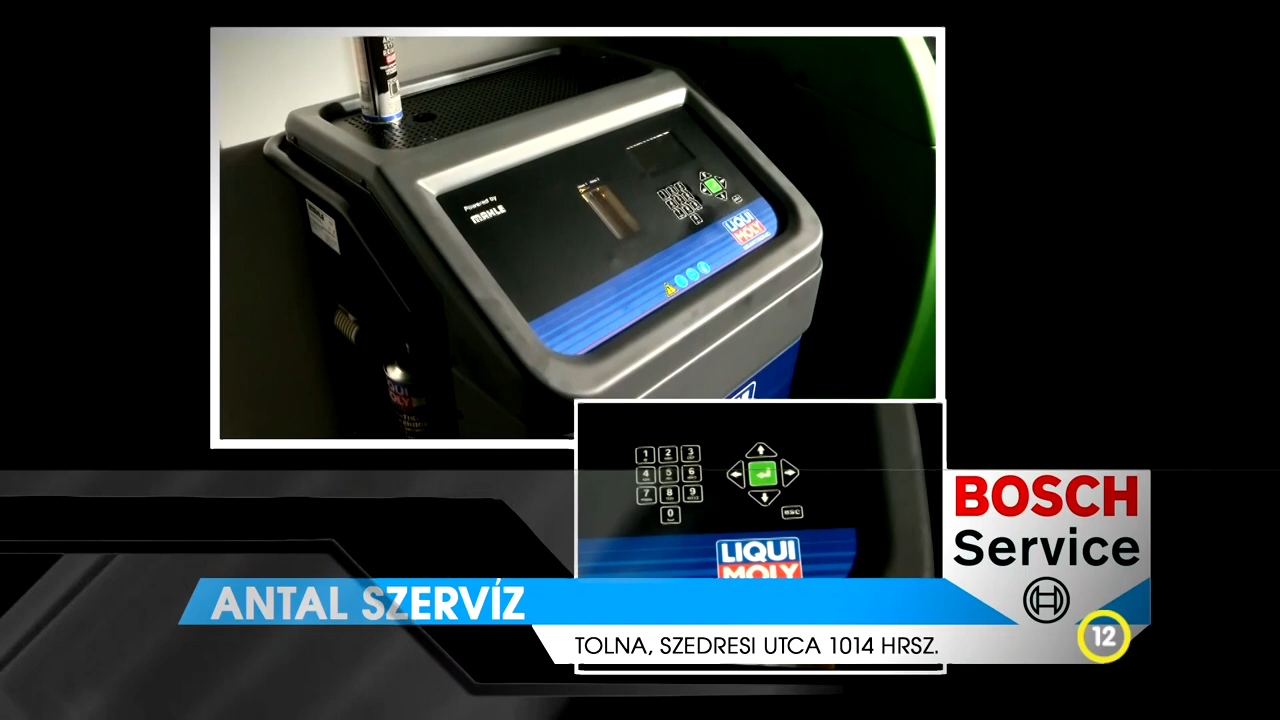 Powered by
MAHLE
LIQUI
MOLY
1 2 3
4 5 6
7 8 9
0
esc
LIQUI
MOLY
BOSCH
Service
ANTAL SZERVÍZ
12
TOLNA, SZEDRESI UTCA 1014 HRSZ.